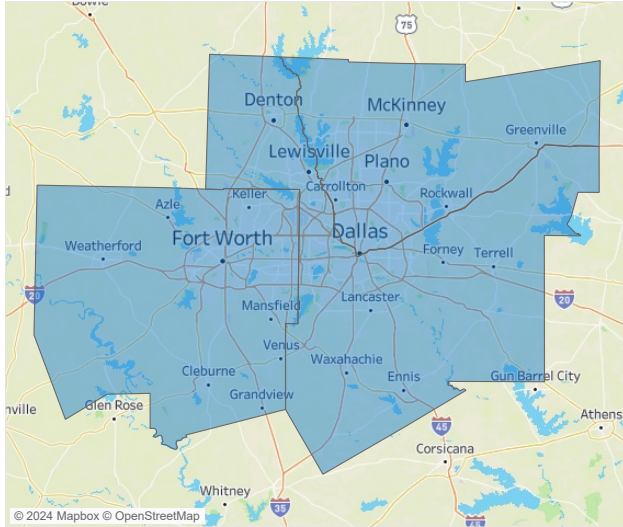 Bowie
75
Denton
McKinney
Greenville
Lewisville
Plano
Carrollton
Keller
Rockwall
Azle
Fort Worth
Dallas
Weatherford
Forney
Terrell
20
20
Lancaster
Mansfield
Venus
Waxahachie
Cleburne
Ennis
Gun Barrel City
Grandview
nville
Glen Rose
Athens
45
Corsicana
Whitney
35
45
© 2024 Mapbox © OpenStreetMap